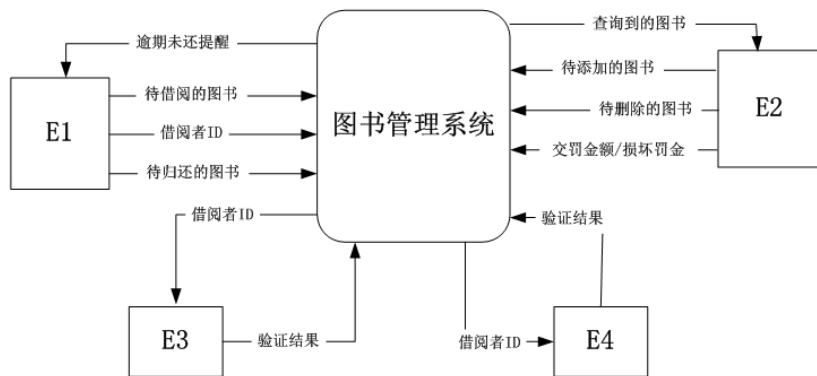 逾期未还提醒
查询到的图书
待添加的图书
待借阅的图书
待删除的图书
E1
借阅者ID
图书管理系统
E2
交罚金额/损坏罚金
待归还的图书
借阅者ID
验证结果
E3
验证结果
借阅者ID
E4